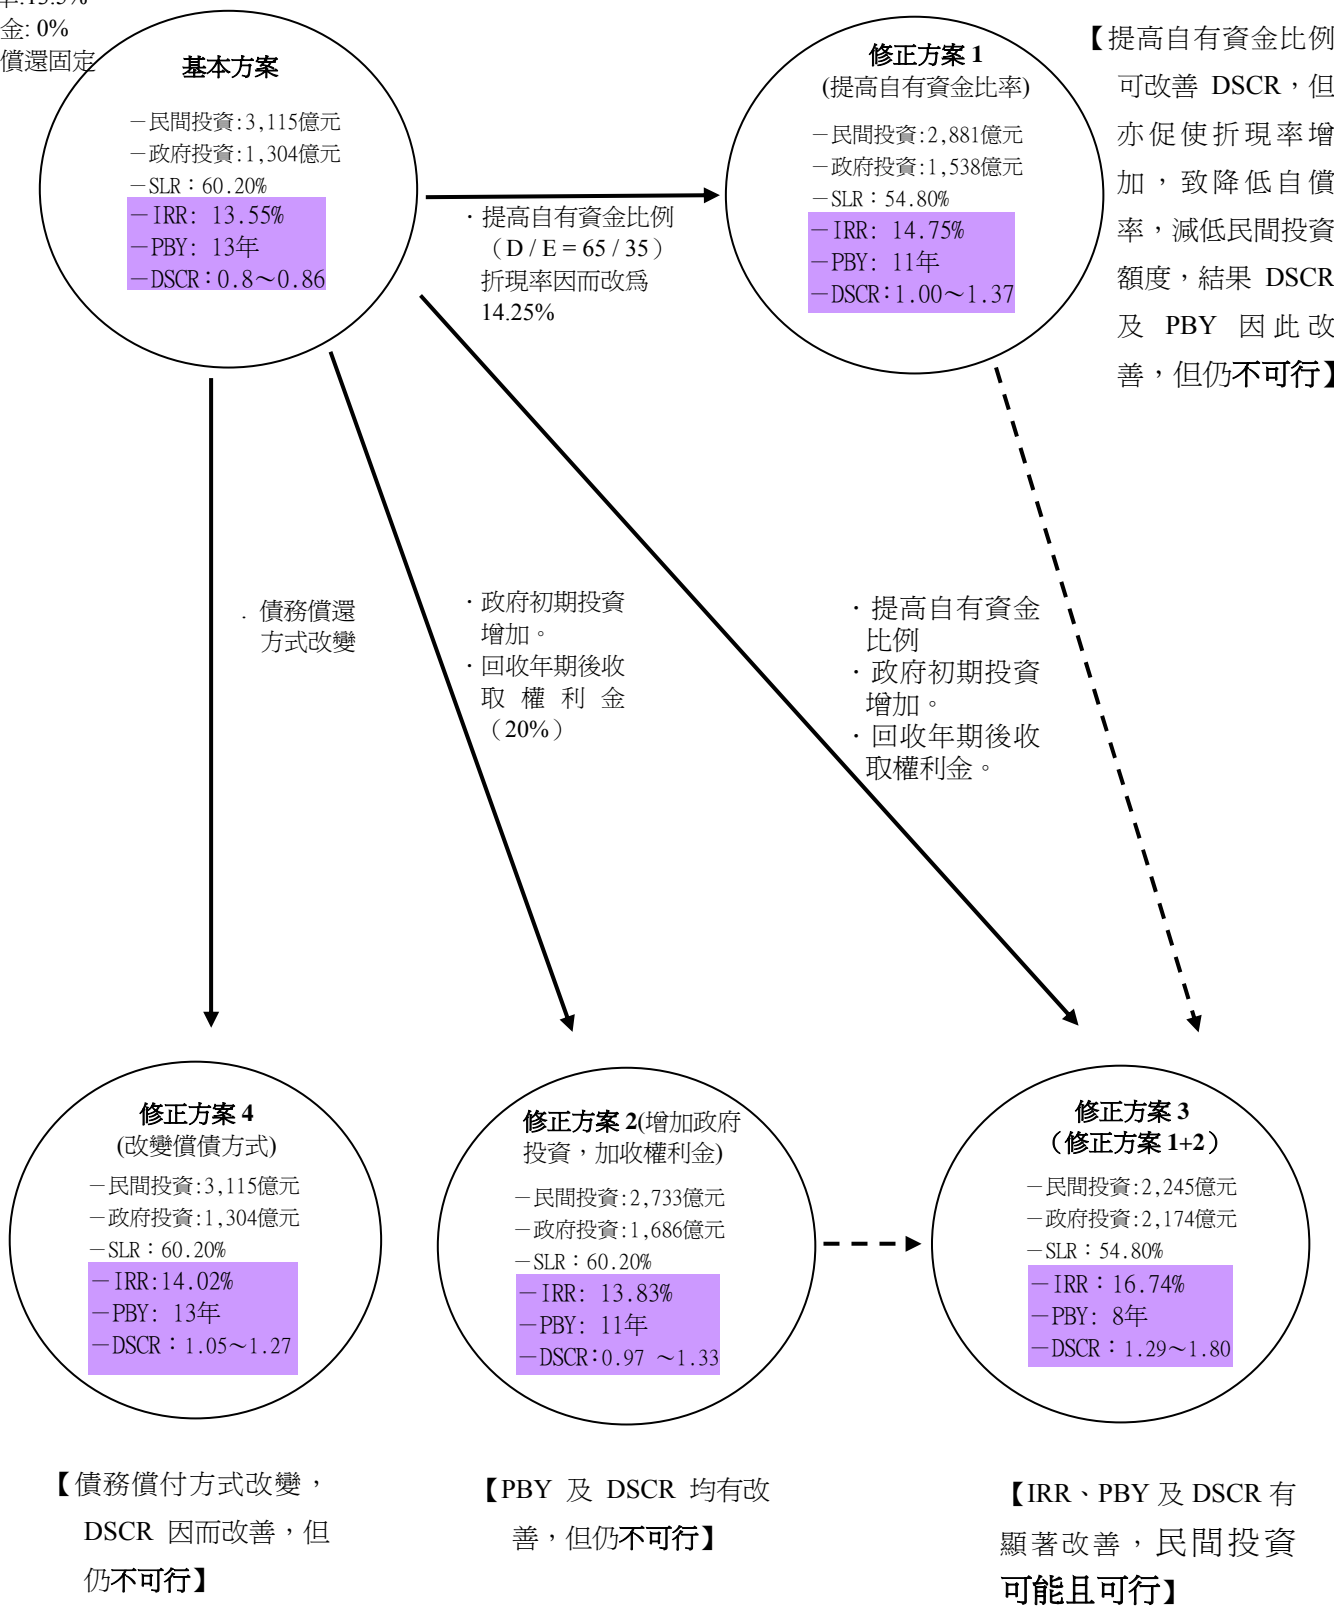 率:13.5%
金: 0%
償還固定
基本方案
－民間投資:3,115億元
－政府投資:1,304億元
－SLR：60.20%
－IRR: 13.55%
－PBY: 13年
－DSCR:0.8～0.86
．提高自有資金比例
（D / E = 65 / 35）
折現率因而改為
14.25%
修正方案 1
(提高自有資金比率)
－民間投資:2,881億元
－政府投資:1,538億元
－SLR：54.80%
－IRR: 14.75%
－PBY: 11年
－DSCR:1.00～1.37
【提高自有資金比例
可改善 DSCR，但
亦促使折現率增
加，致降低自償
率，減低民間投資
額度，結果 DSCR
及 PBY 因此改
善，但仍不可行】
．債務償還
方式改變
．政府初期投資
增加。
．回收年期後收
取權利金
（20%）
．提高自有資金
比例
．政府初期投資
增加。
．回收年期後收
取權利金。
修正方案 4
(改變償債方式)
－民間投資:3,115億元
－政府投資:1,304億元
－SLR：60.20%
－IRR:14.02%
－PBY: 13年
－DSCR：1.05～1.27
修正方案 2(增加政府
投資，加收權利金)
－民間投資:2,733億元
－政府投資:1,686億元
－SLR：60.20%
－IRR: 13.83%
－PBY: 11年
－DSCR:0.97 ～1.33
修正方案 3
（修正方案 1+2）
－民間投資:2,245億元
－政府投資:2,174億元
－SLR：54.80%
－IRR：16.74%
－PBY: 8年
－DSCR：1.29～1.80
【債務償付方式改變，
DSCR 因而改善，但
仍不可行】
【PBY 及 DSCR 均有改
善，但仍不可行】
【IRR、PBY 及 DSCR 有
顯著改善，民間投資
可能且可行】